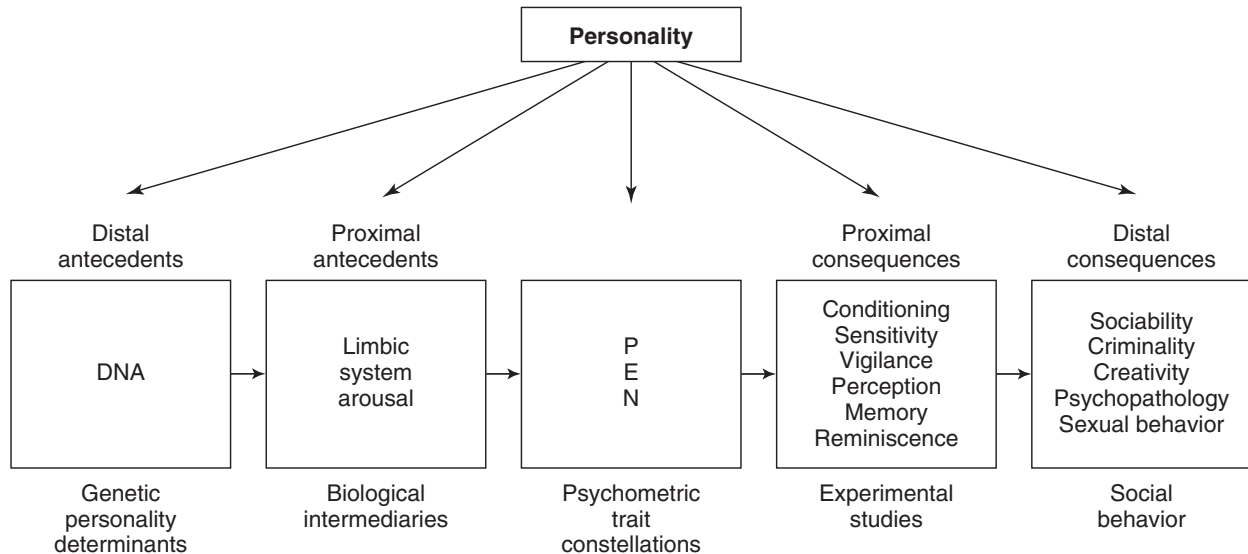 Personality
Distal
antecedents
Proximal
antecedents
Proximal
consequences
Distal
consequences
DNA
Limbic
system
arousal
P
E
N
Conditioning
Sensitivity
Vigilance
Perception
Memory
Reminiscence
Sociability
Criminality
Creativity
Psychopathology
Sexual behavior
Genetic
personality
determinants
Biological
intermediaries
Psychometric
trait
constellations
Experimental
studies
Social
behavior